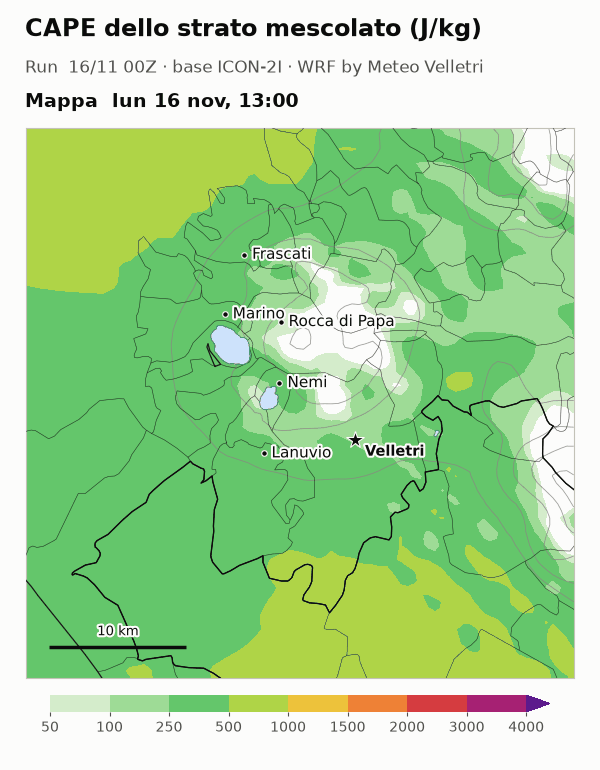 CAPE dello strato mescolato (J/kg)
Run  16/11 00Z · base ICON-2I · WRF by Meteo Velletri
Mappa  lun 16 nov, 13:00
Frascati
Marino
Rocca di Papa
Nemi
Velletri
Lanuvio
10 km
50 100 250 500 1000 1500 2000 3000 4000